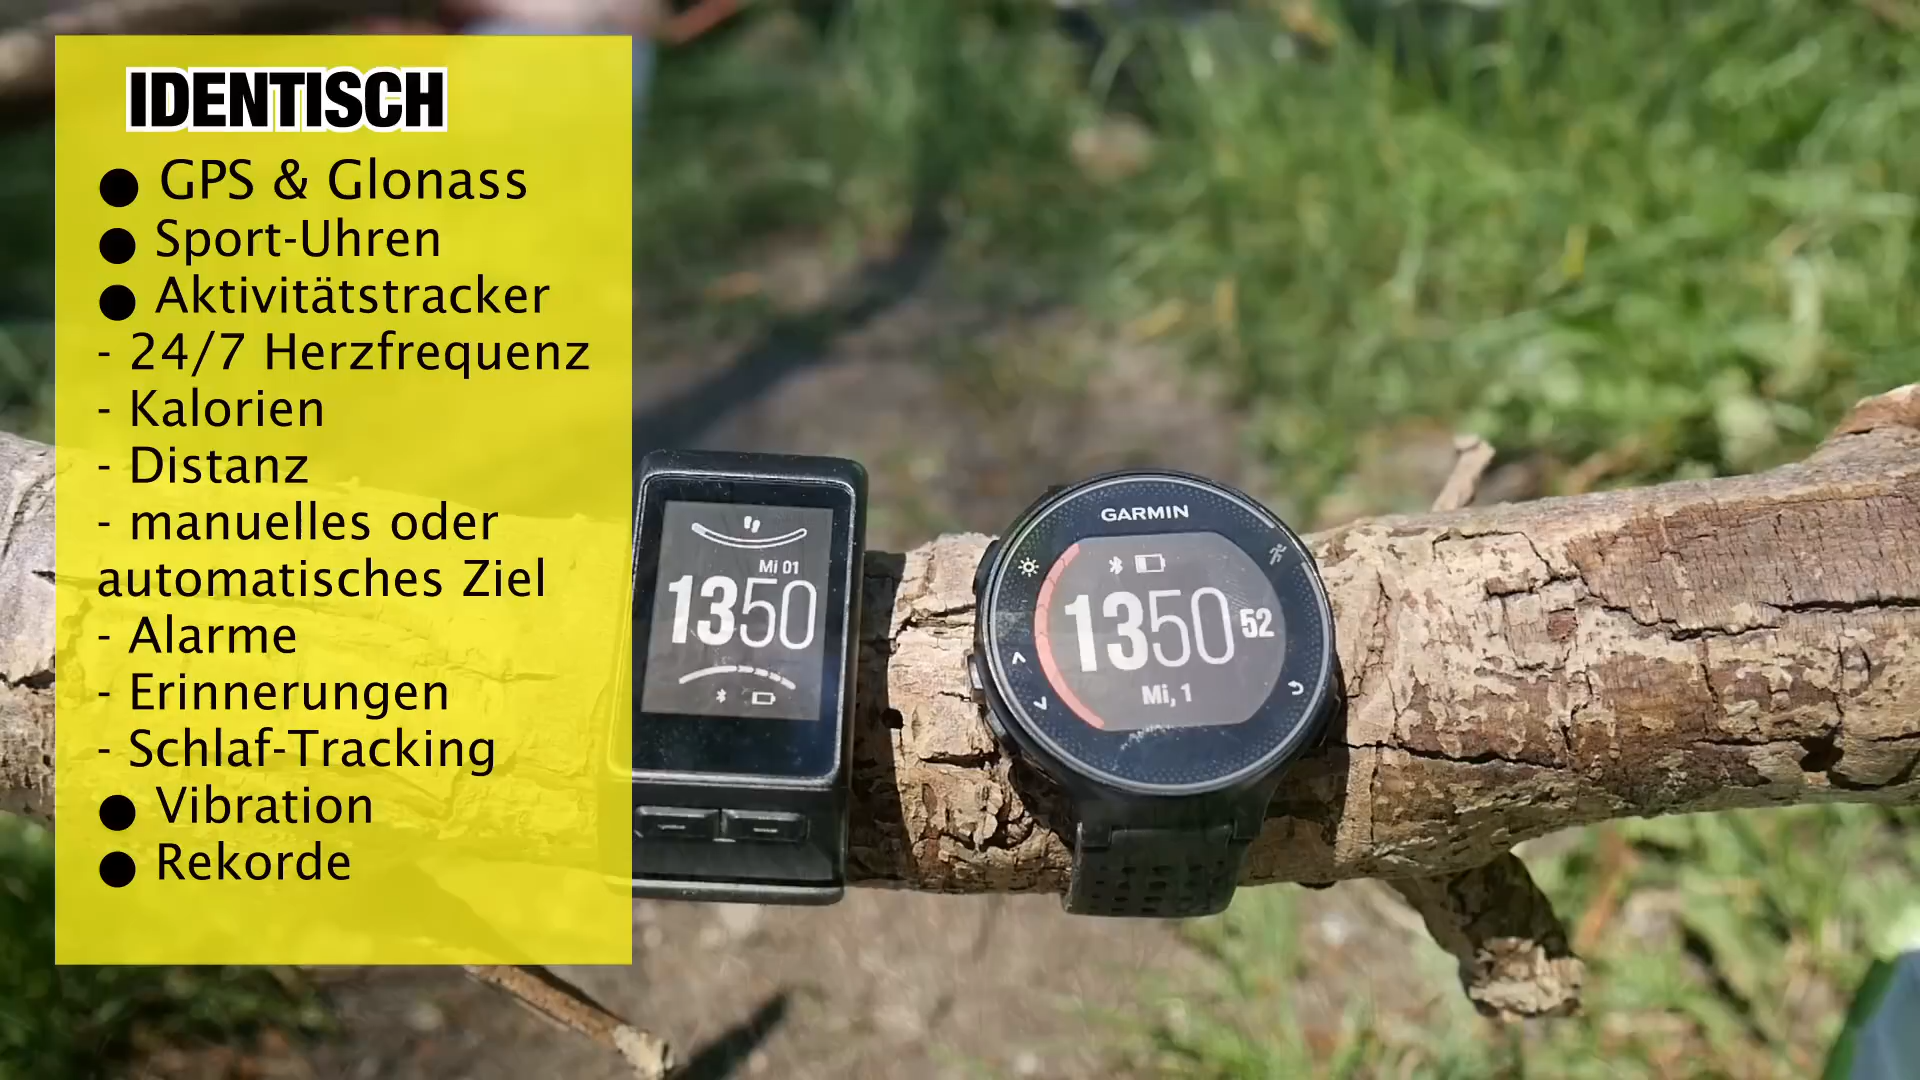 IDENTISCH
● GPS & Glonass
● Sport-Uhren
● Aktivitätstracker
- 24/7 Herzfrequenz
- Kalorien
- Distanz
- manuelles oder
automatisches Ziel
- Alarme
- Erinnerungen
- Schlaf-Tracking
● Vibration
● Rekorde
Mi 01
1350
GARMIN
1350 52
Mi, 1